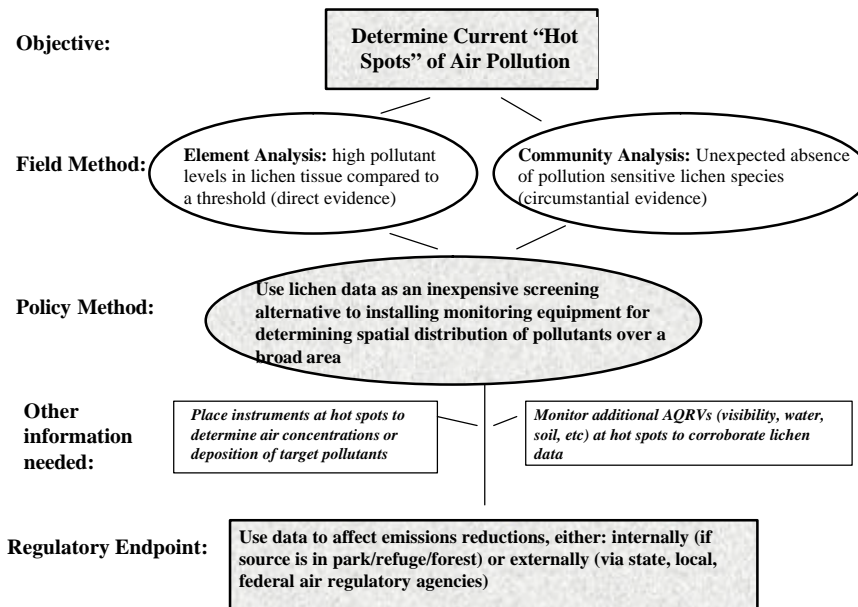 Objective:
Determine Current “Hot
Spots” of Air Pollution
Field Method:
Element Analysis: high pollutant
levels in lichen tissue compared to
a threshold (direct evidence)
Community Analysis: Unexpected absence
of pollution sensitive lichen species
(circumstantial evidence)
Policy Method:
Use lichen data as an inexpensive screening
alternative to installing monitoring equipment for
determining spatial distribution of pollutants over a
broad area
Other
information
needed:
Place instruments at hot spots to
determine air concentrations or
deposition of target pollutants
Monitor additional AQRVs (visibility, water,
soil, etc) at hot spots to corroborate lichen
data
Regulatory Endpoint:
Use data to affect emissions reductions, either: internally (if
source is in park/refuge/forest) or externally (via state, local,
federal air regulatory agencies)